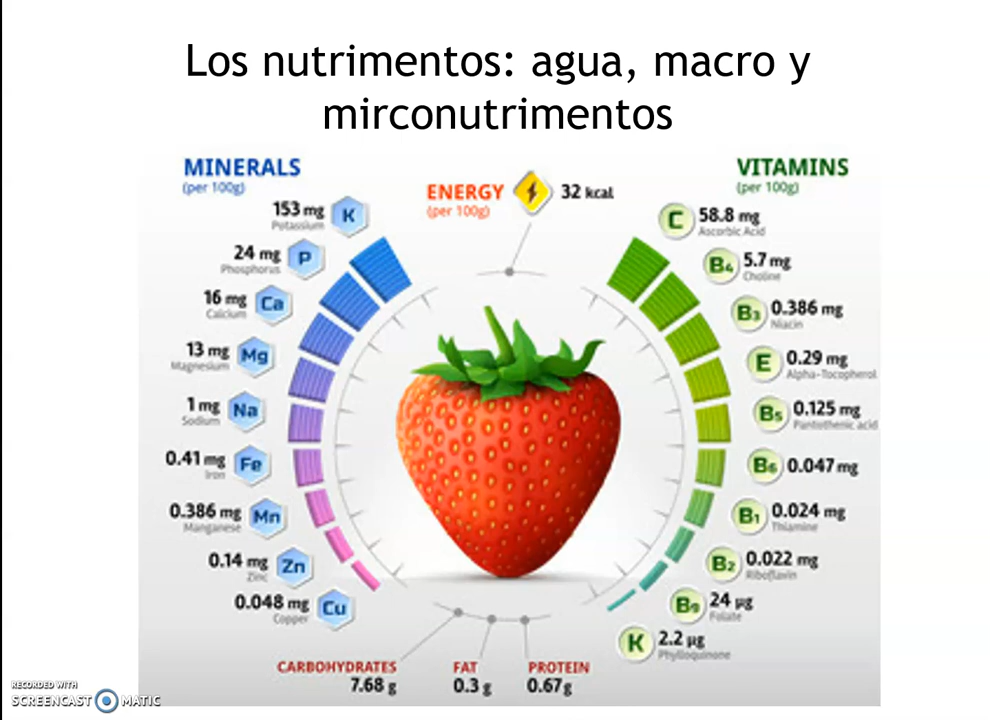 Los nutrimentos: agua, macro y
mirconutrimentos
MINERALS
(per 100g)
153 mg K
Potassium
24 mg P
Phosphorus
16 mg Ca
Calcium
13 mg Mg
Magnesium
1 mg Na
Sodium
0.41 mg Fe
Iron
0.386 mg Mn
Manganese
0.14 mg Zn
Zinc
0.048 mg Cu
Copper
ENERGY 32 kcal
(per 100g)
VITAMINS
(per 100g)
C 58.8 mg
Ascorbic Acid
B4 5.7 mg
Choline
B3 0.386 mg
Niacin
E 0.29 mg
Alpha-Tocopherol
B5 0.125 mg
Pantothenic acid
B6 0.047 mg
B1 0.024 mg
Thiamine
B2 0.022 mg
Riboflavin
B9 24 µg
Folate
K 2.2 µg
Phylloquinone
CARBOHYDRATES
7.68 g
FAT
0.3 g
PROTEIN
0.67g
RECORDED WITH
SCREENCAST MATIC